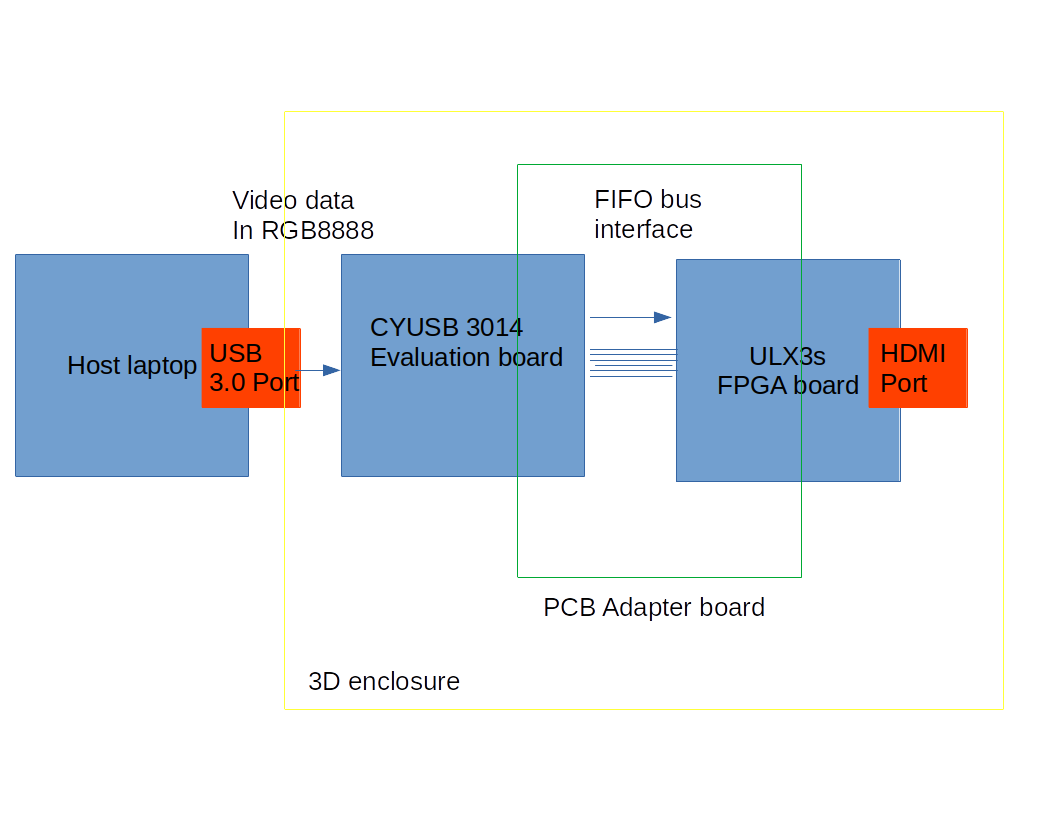 Video data
In RGB8888
FIFO bus
interface
Host laptop
USB
3.0 Port
CYUSB 3014
Evaluation board
ULX3s
FPGA board
HDMI
Port
PCB Adapter board
3D enclosure